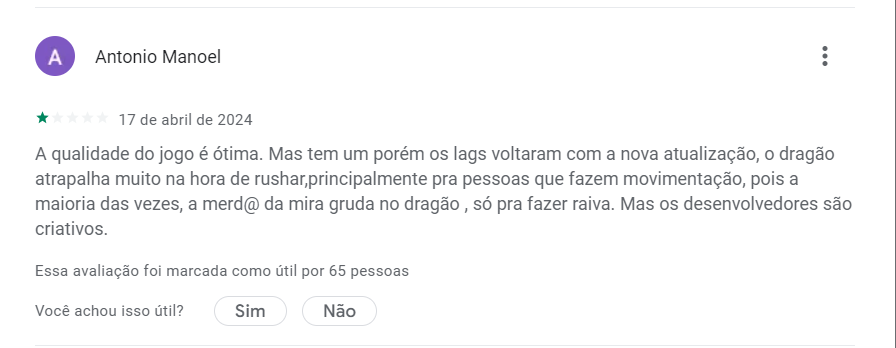 A
Antonio Manoel
17 de abril de 2024
A qualidade do jogo é ótima. Mas tem um porém os lags voltaram com a nova atualização, o dragão
atrapalha muito na hora de rushar,principalmente pra pessoas que fazem movimentação, pois a
maioria das vezes, a merd@ da mira gruda no dragão , só pra fazer raiva. Mas os desenvolvedores são
criativos.
Essa avaliação foi marcada como útil por 65 pessoas
Você achou isso útil?
Sim
Não